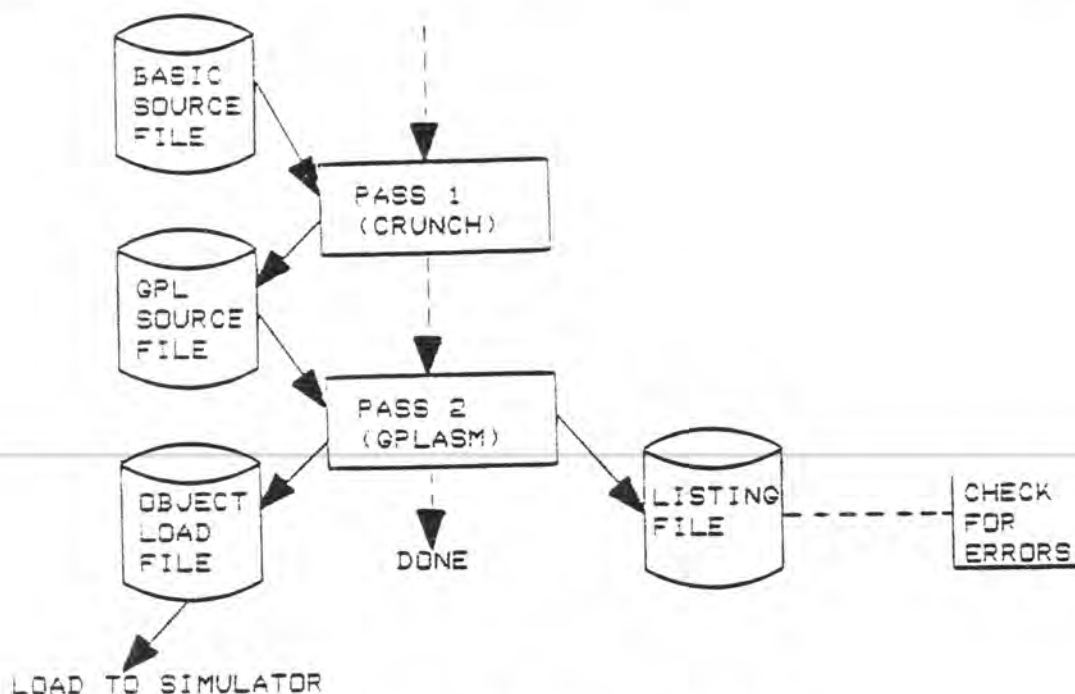 BASIC
SOURCE
FILE
PASS 1
(CRUNCH)
GPL
SOURCE
FILE
PASS 2
(GPLASM)
OBJECT
LOAD
FILE
DONE
LISTING
FILE
CHECK
FOR
ERRORS
LOAD TO SIMULATOR